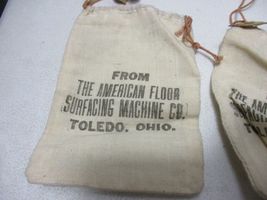 FROM
THE AMERICAN FLOOR
SURFACING MACHINE CO.
TOLEDO, OHIO.